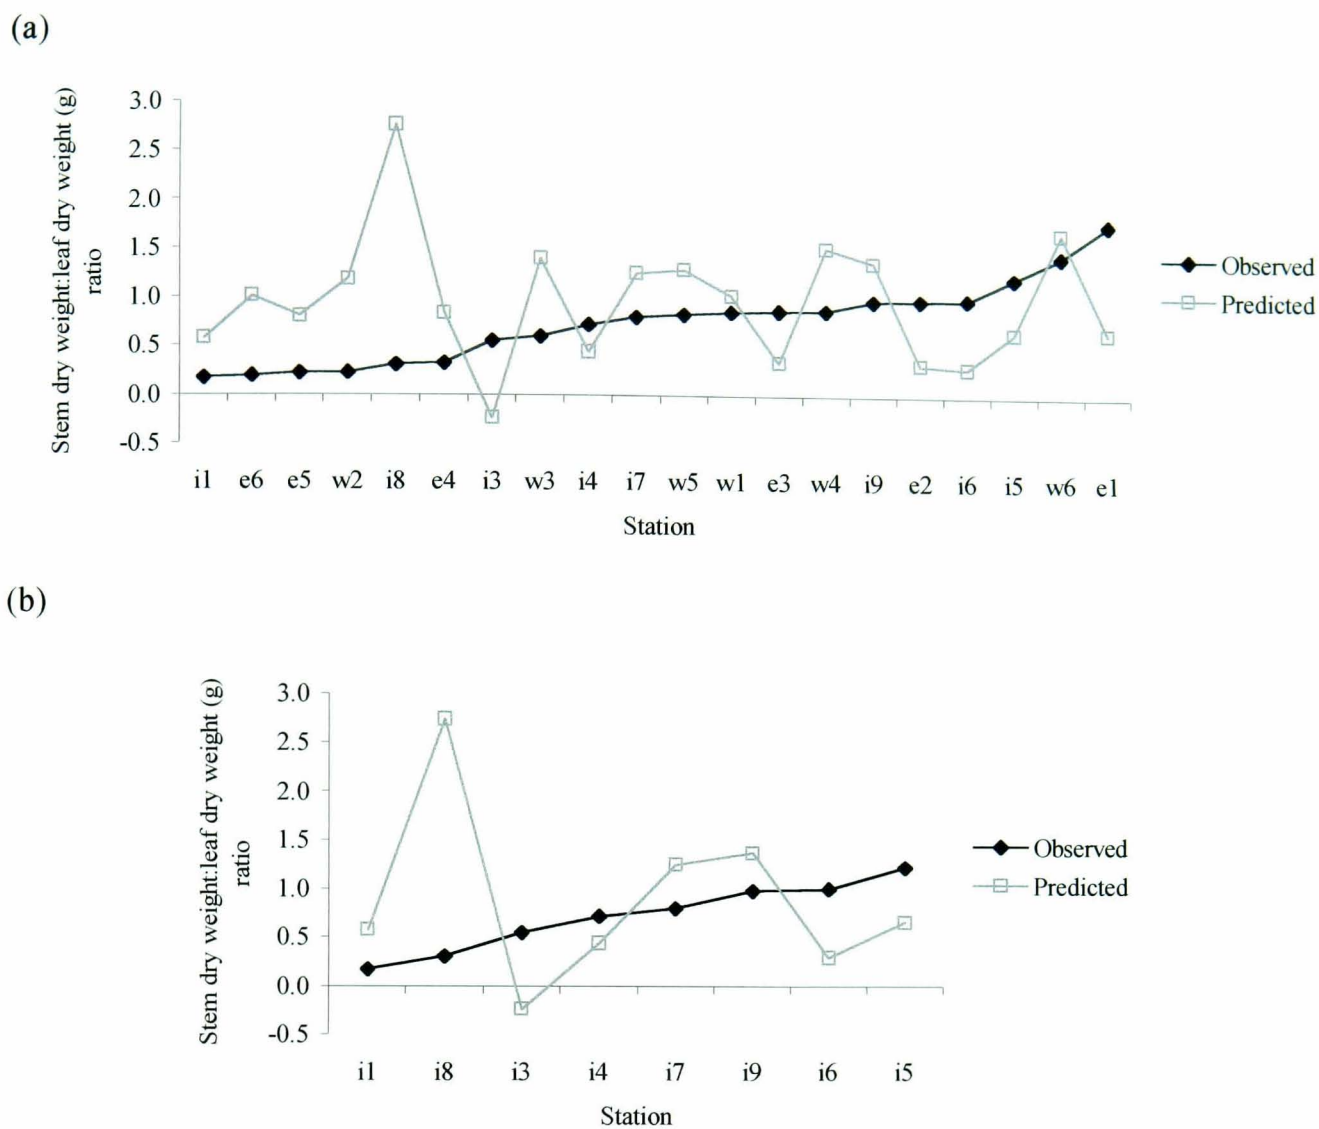 (a)
Stem dry weight:leaf dry weight (g)
ratio
3.0
2.5
2.0
1.5
1.0
0.5
0.0
-0.5
i1 e6 e5 w2 i8 e4 i3 w3 i4 i7 w5 w1 e3 w4 i9 e2 i6 i5 w6 e1
Station
Observed
Predicted
(b)
Stem dry weight:leaf dry weight (g)
ratio
3.0
2.5
2.0
1.5
1.0
0.5
0.0
-0.5
i1 i8 i3 i4 i7 i9 i6 i5
Station
Observed
Predicted